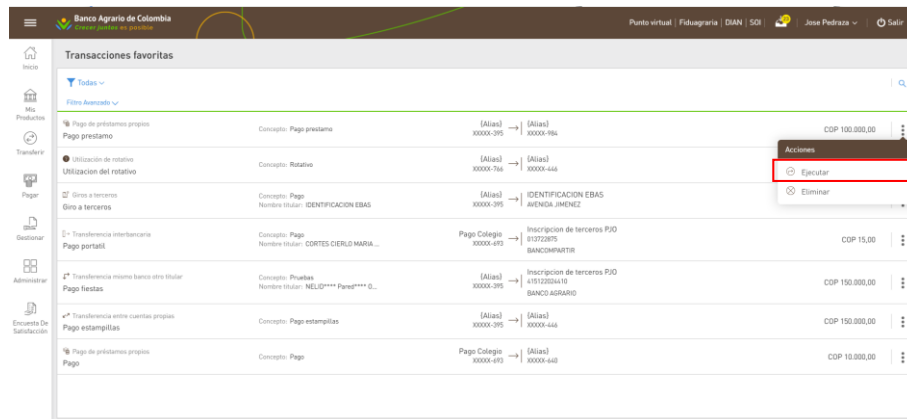 Banco Agrario de Colombia
Crecer juntos es posible
Punto virtual | Fiduagraria | DIAN | SOI |
Jose Pedraza
Salir
Inicio
Mis
Productos
Transferir
Pagar
Gestionar
Administrar
Encuesta De
Satisfacción
Transacciones favoritas
Todas
Filtro Avanzado
Pago de préstamos propios
Pago prestamo
Concepto: Pago prestamo
{Alias}
XXXXX-395
{Alias}
XXXXX-984
COP 100.000,00
Acciones
Ejecutar
Eliminar
Utilización de rotativo
Utilizacion del rotativo
Concepto: Rotativo
{Alias}
XXXXX-766
{Alias}
XXXXX-446
Giros a terceros
Giro a terceros
Concepto: Pago
Nombre titular: IDENTIFICACION EBAS
{Alias}
XXXXX-395
IDENTIFICACION EBAS
AVENIDA JIMENEZ
Transferencia interbancaria
Pago portatil
Concepto: Pago
Nombre titular: CORTES CIERLO MARIA ...
Pago Colegio
XXXXX-693
Inscripcion de terceros PJO
013722875
BANCOMPARTIR
COP 15,00
Transferencia mismo banco otro titular
Pago fiestas
Concepto: Pruebas
Nombre titular: NELID**** Pared**** O...
{Alias}
XXXXX-395
Inscripcion de terceros PJO
415122024410
BANCO AGRARIO
COP 150.000,00
Transferencia entre cuentas propias
Pago estampillas
Concepto: Pago estampillas
{Alias}
XXXXX-395
{Alias}
XXXXX-446
COP 150.000,00
Pago de préstamos propios
Pago
Concepto: Pago
Pago Colegio
XXXXX-693
{Alias}
XXXXX-640
COP 10.000,00